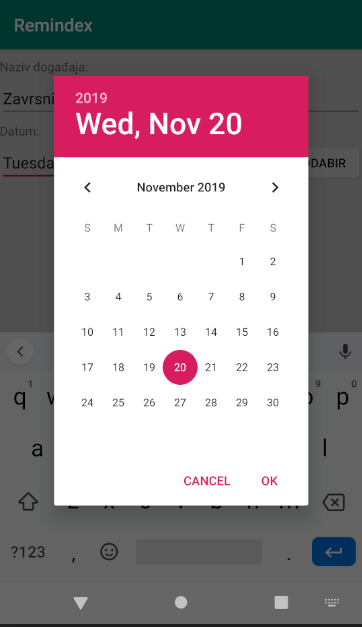 Remindex
Naziv događaja:
Zavrsni
Datum:
Tuesda
DABIR
2019
Wed, Nov 20
November 2019
S M T W T F S
1 2
3 4 5 6 7 8 9
10 11 12 13 14 15 16
17 18 19 20 21 22 23
24 25 26 27 28 29 30
CANCEL OK
1 9 0
q p
a l
?123 , .